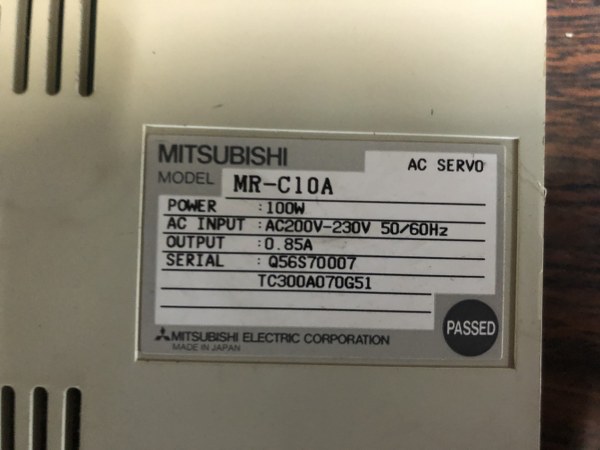 MITSUBISHI
AC SERVO
MODEL MR-C10A
POWER : 100W
AC INPUT : AC200V-230V 50/60Hz
OUTPUT : 0.85A
SERIAL : Q56S70007
TC300A070G51
MITSUBISHI ELECTRIC CORPORATION
MADE IN JAPAN
PASSED